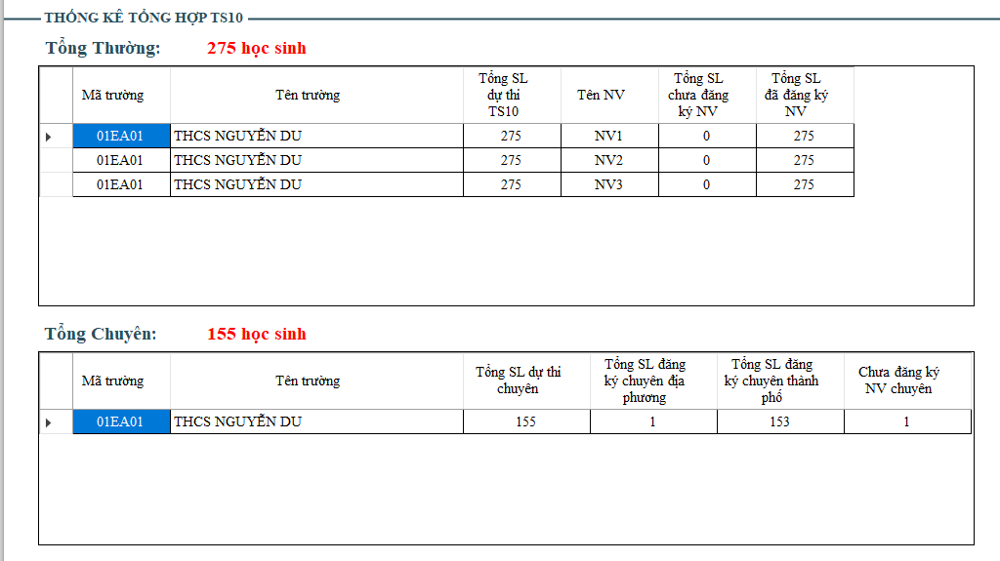 THỐNG KÊ TỔNG HỢP TS10
Tổng Thường: 275 học sinh
Mã trường Tên trường Tổng SL dự thi TS10 Tên NV Tổng SL chưa đăng ký NV Tổng SL đã đăng ký NV
01EA01 THCS NGUYỄN DU 275 NV1 0 275
01EA01 THCS NGUYỄN DU 275 NV2 0 275
01EA01 THCS NGUYỄN DU 275 NV3 0 275
Tổng Chuyên: 155 học sinh
Mã trường Tên trường Tổng SL dự thi chuyên Tổng SL đăng ký chuyên địa phương Tổng SL đăng ký chuyên thành phố Chưa đăng ký NV chuyên
01EA01 THCS NGUYỄN DU 155 1 153 1